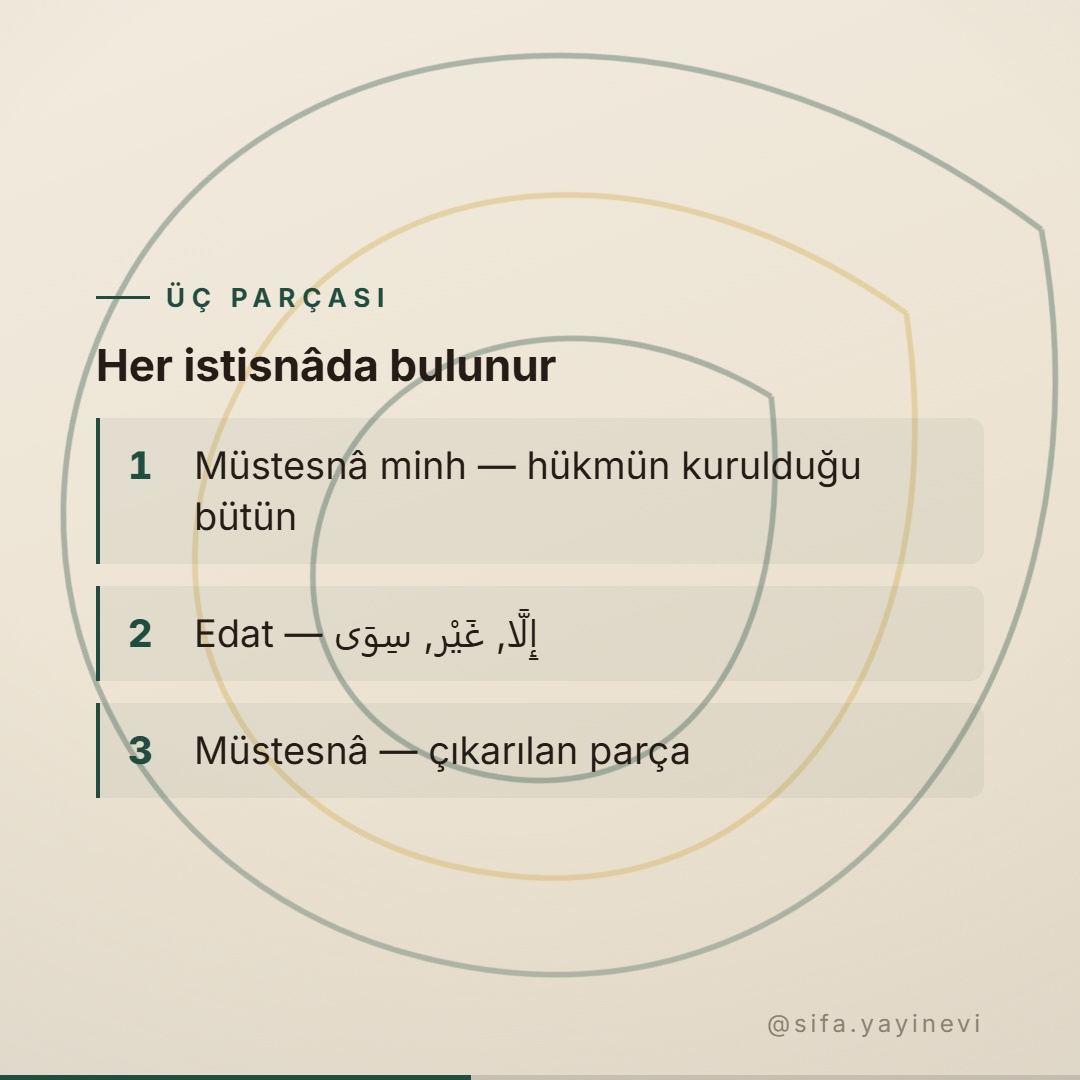 ÜÇ PARÇASI
Her istisnâda bulunur
1 Müstesnâ minh — hükmün kurulduğu
bütün
2 Edat — إِلَّا, غَيْر, سِوَى
3 Müstesnâ — çıkarılan parça
@sifa.yayinevi